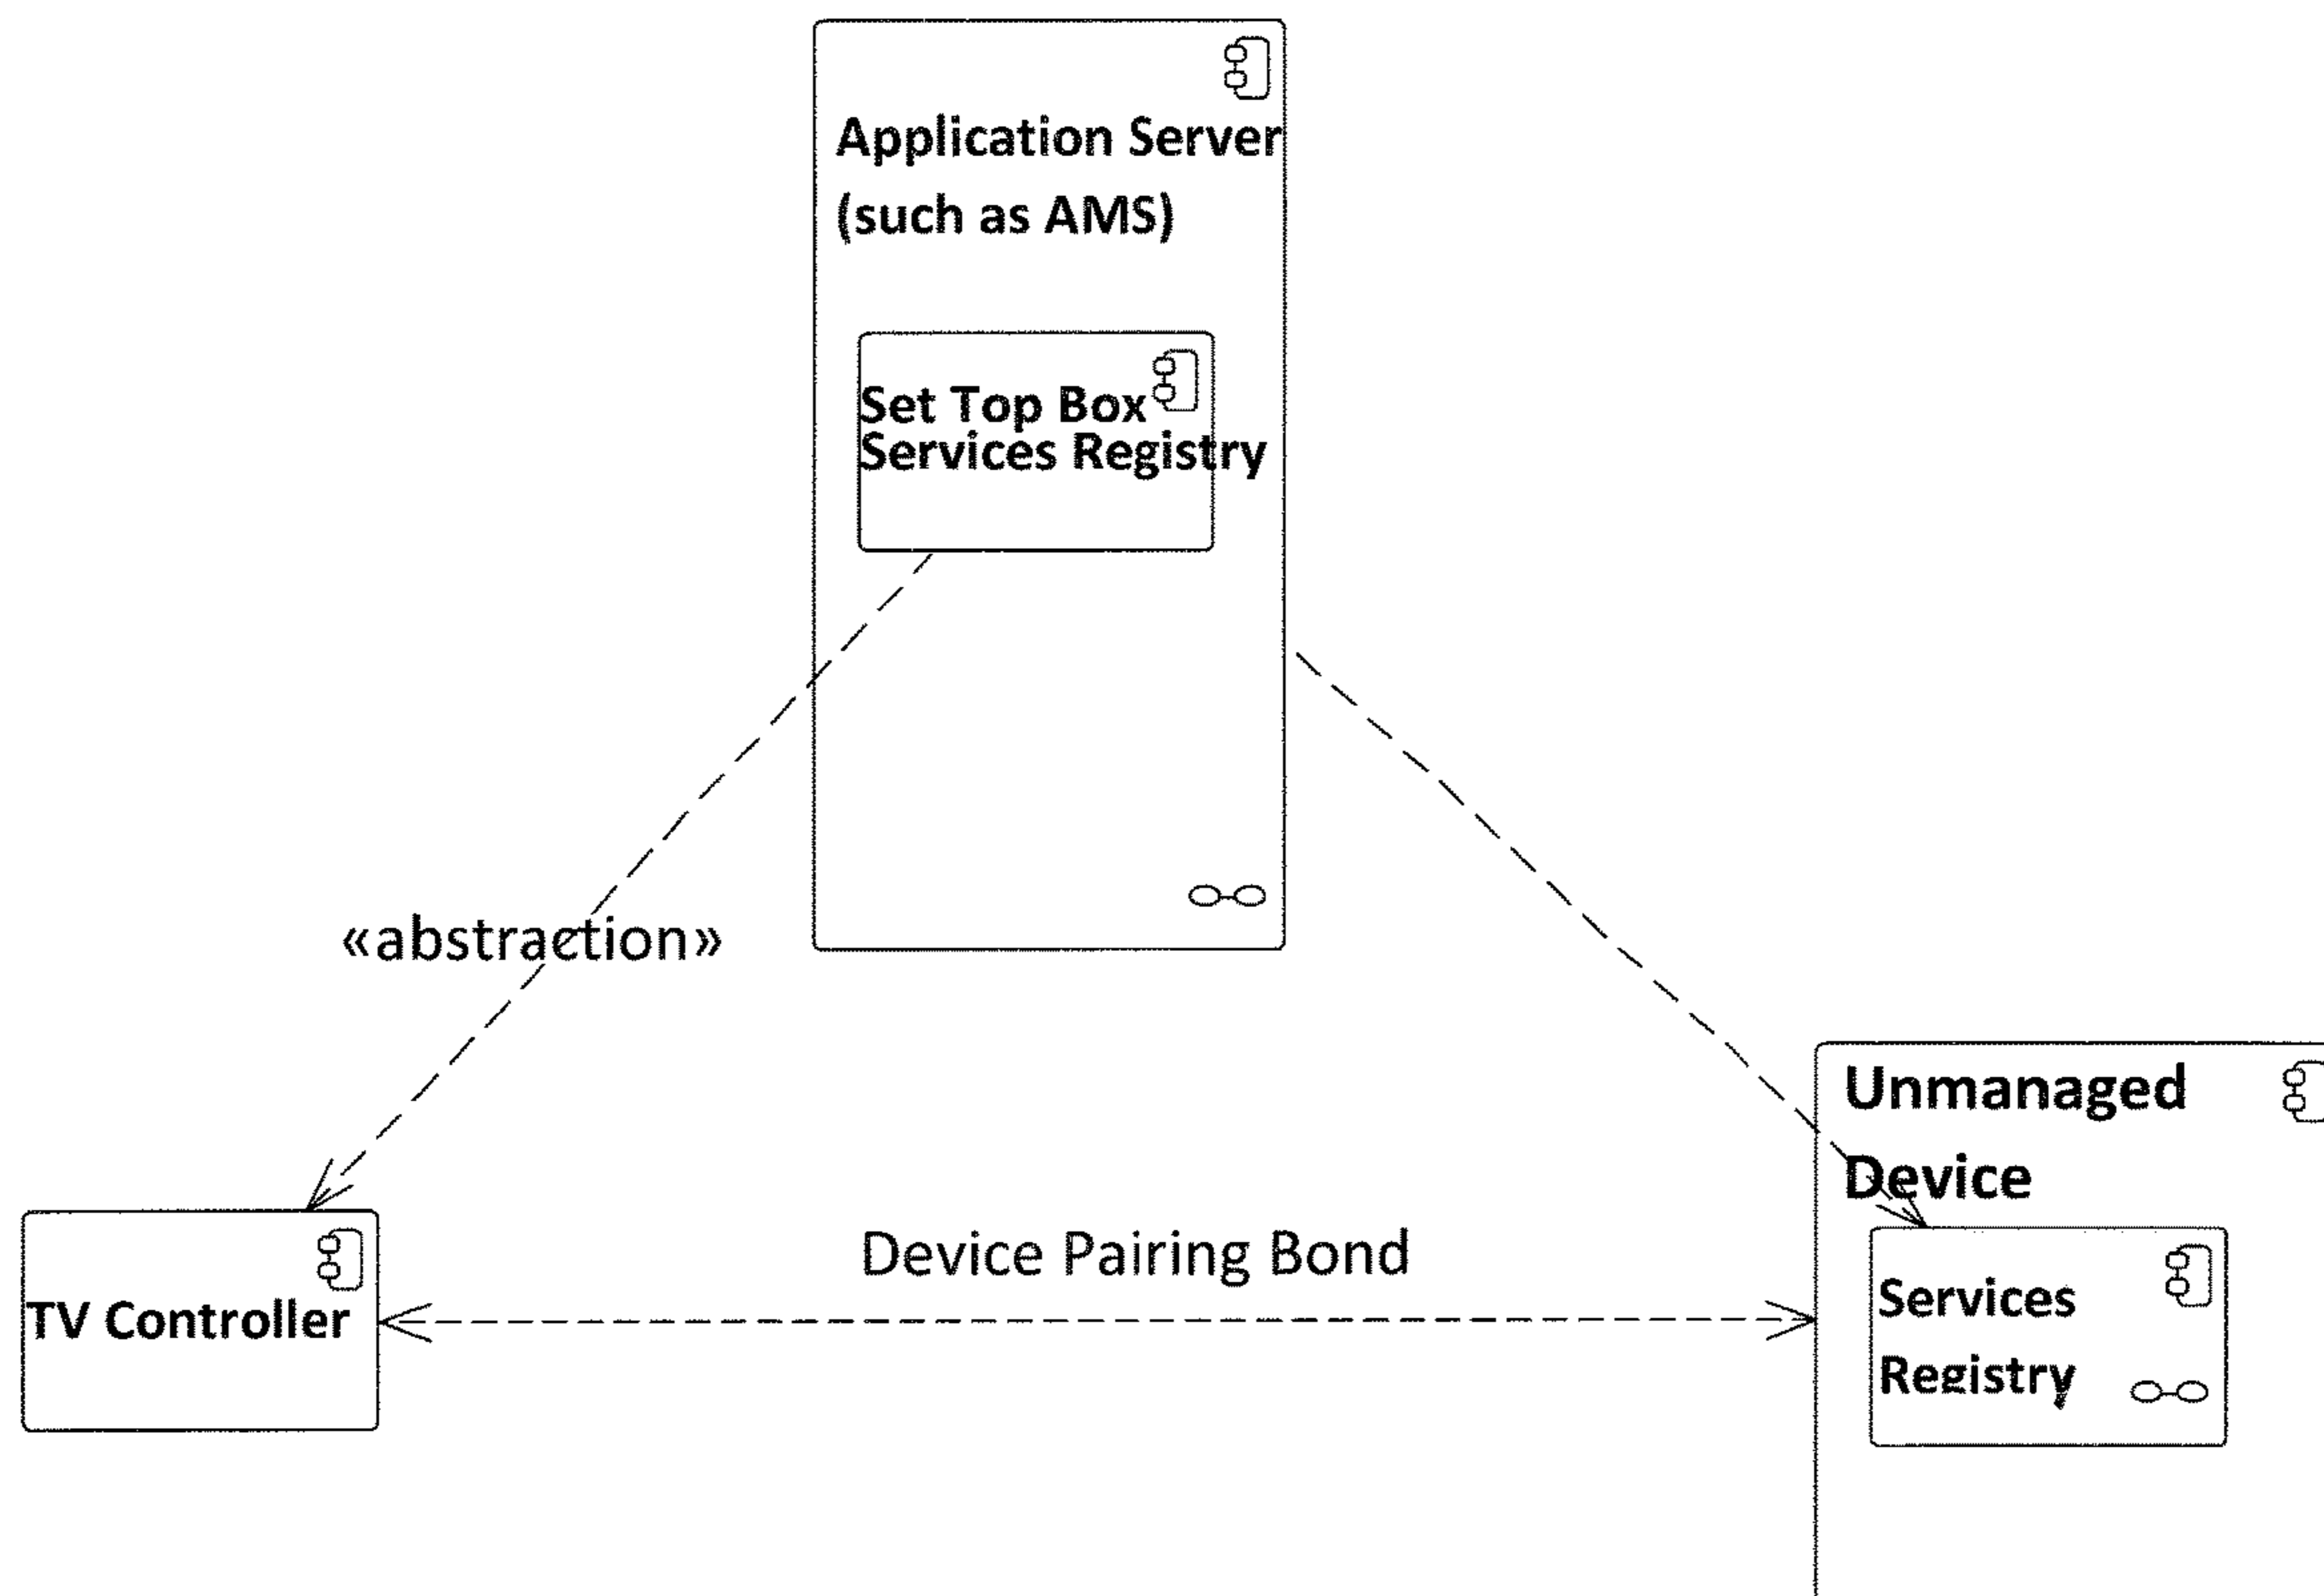 Application Server
(such as AMS)
Set Top Box
Services Registry
«abstraction»
Unmanaged
Device
Device Pairing Bond
TV Controller
Services
Registry